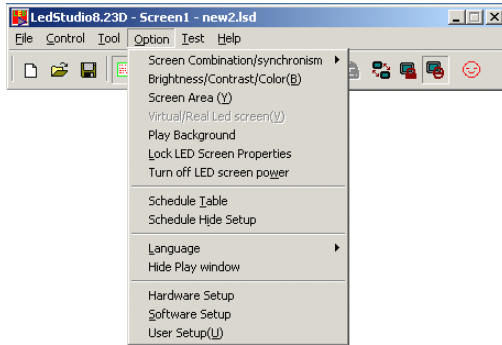 LedStudio8.23D - Screen1 - new2.lsd
File Control Tool Option Test Help
Screen Combination/synchronism
Brightness/Contrast/Color(B)
Screen Area (Y)
Virtual/Real Led screen(V)
Play Background
Lock LED Screen Properties
Turn off LED screen power
Schedule Table
Schedule Hide Setup
Language
Hide Play window
Hardware Setup
Software Setup
User Setup(U)